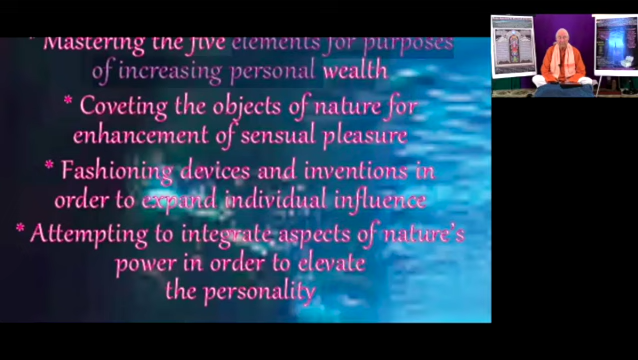 * Mastering the five elements for purposes
of increasing personal wealth
* Coveting the objects of nature for
enhancement of sensual pleasure
* Fashioning devices and inventions in
order to expand individual influence
* Attempting to integrate aspects of nature's
power in order to elevate
the personality